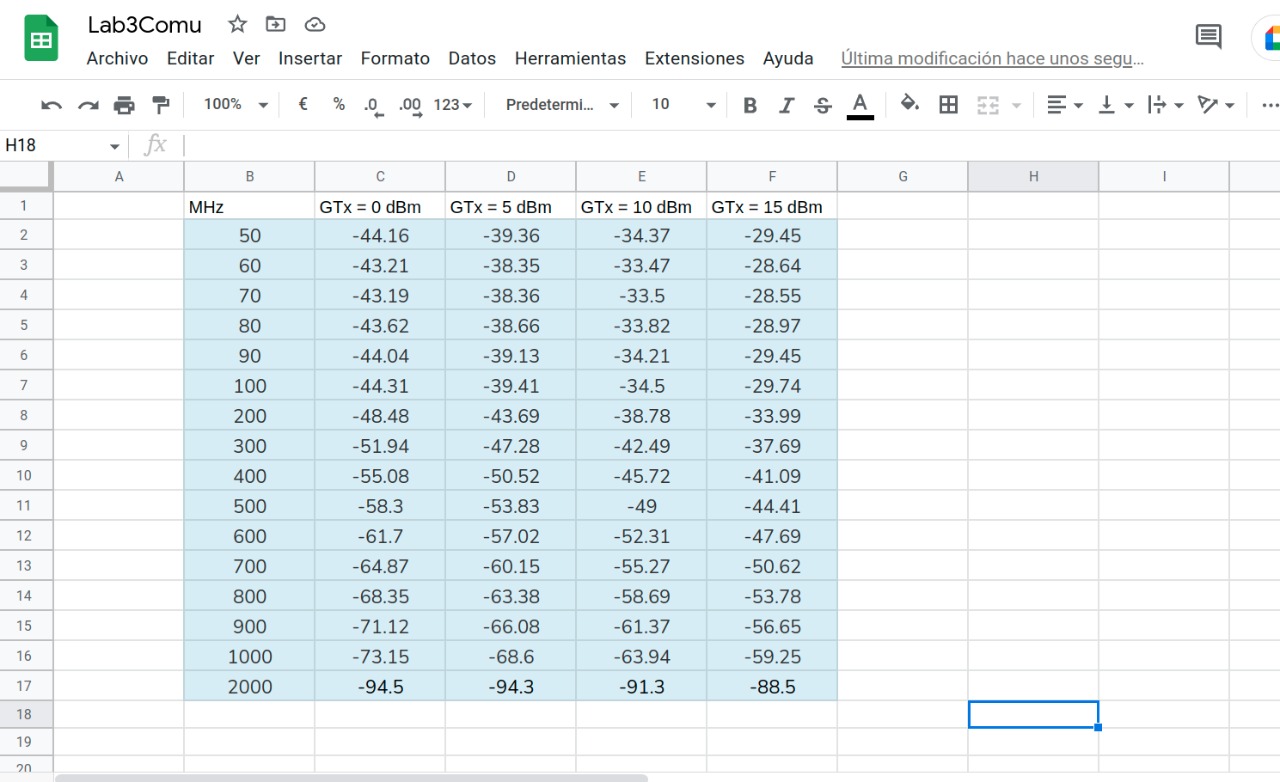 Lab3Comu
Archivo Editar Ver Insertar Formato Datos Herramientas Extensiones Ayuda Última modificación hace unos segu...
100% € % .0 .00 123 Predetermi... 10 B I S A ...
H18 fx
A B C D E F G H I
1 MHz GTx = 0 dBm GTx = 5 dBm GTx = 10 dBm GTx = 15 dBm
2 50 -44.16 -39.36 -34.37 -29.45
3 60 -43.21 -38.35 -33.47 -28.64
4 70 -43.19 -38.36 -33.5 -28.55
5 80 -43.62 -38.66 -33.82 -28.97
6 90 -44.04 -39.13 -34.21 -29.45
7 100 -44.31 -39.41 -34.5 -29.74
8 200 -48.48 -43.69 -38.78 -33.99
9 300 -51.94 -47.28 -42.49 -37.69
10 400 -55.08 -50.52 -45.72 -41.09
11 500 -58.3 -53.83 -49 -44.41
12 600 -61.7 -57.02 -52.31 -47.69
13 700 -64.87 -60.15 -55.27 -50.62
14 800 -68.35 -63.38 -58.69 -53.78
15 900 -71.12 -66.08 -61.37 -56.65
16 1000 -73.15 -68.6 -63.94 -59.25
17 2000 -94.5 -94.3 -91.3 -88.5
18
19
20